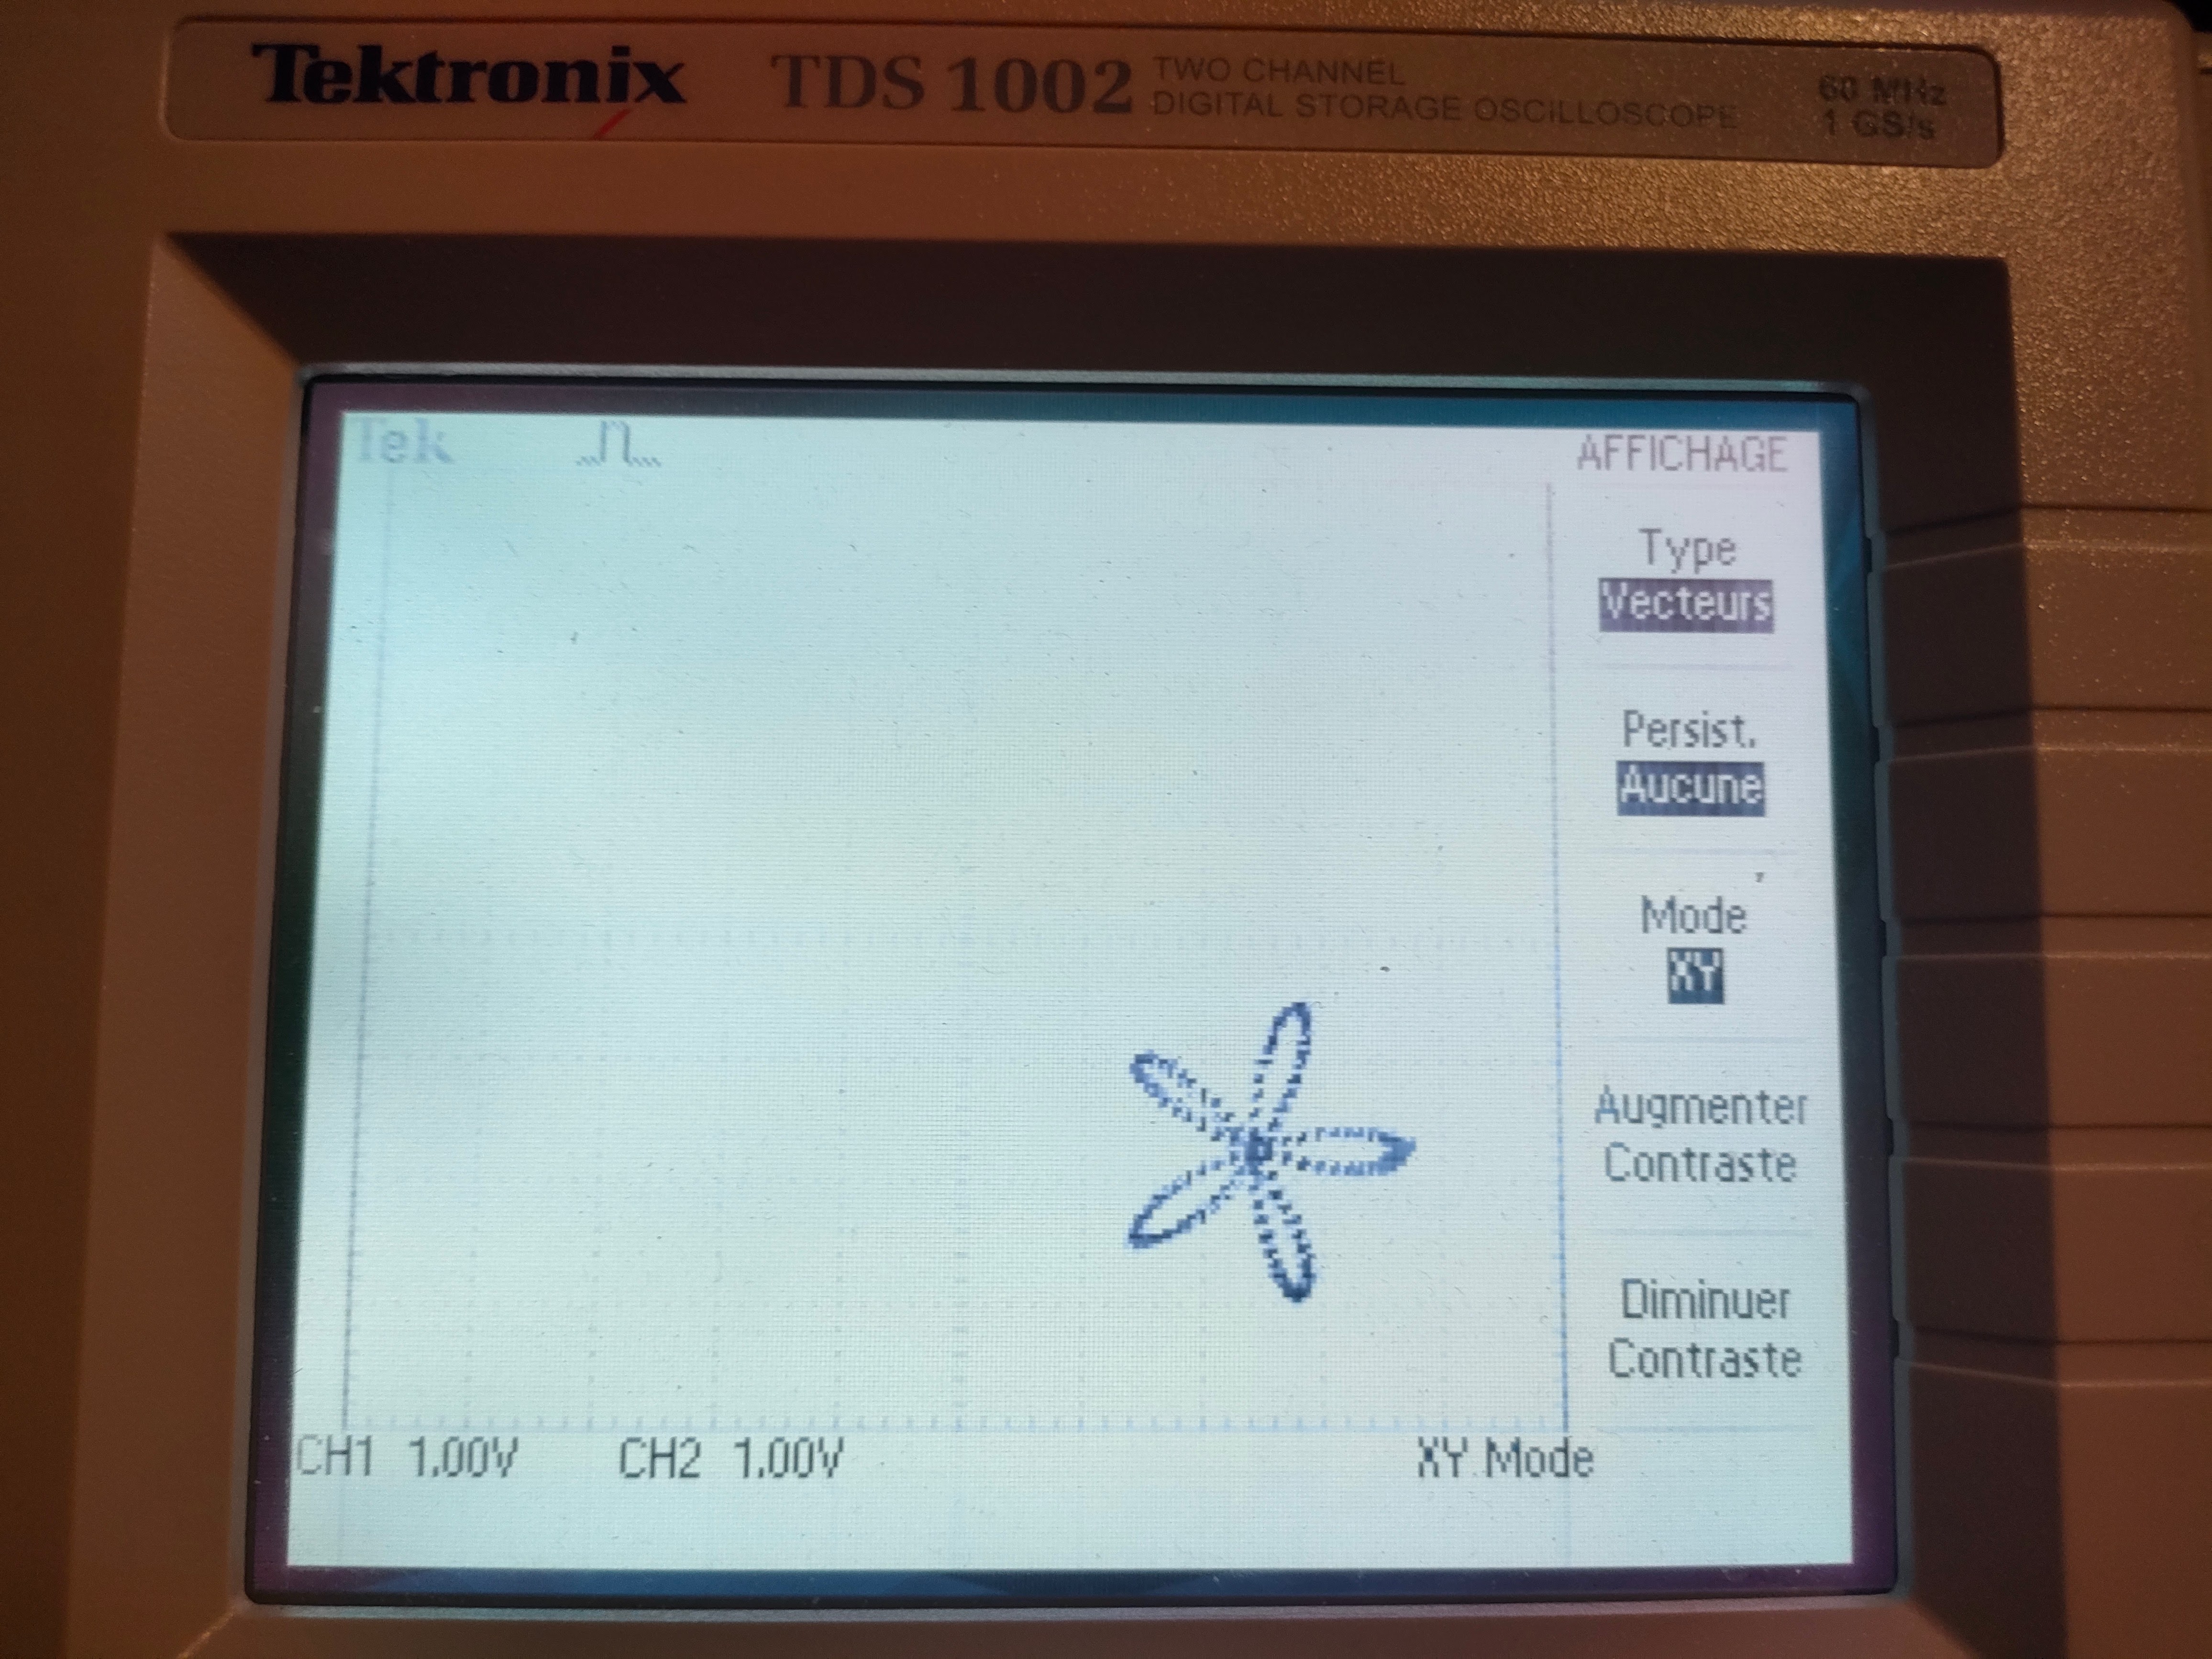 Tektronix TDS 1002 TWO CHANNEL
DIGITAL STORAGE OSCILLOSCOPE
60 MHz
1 GS/s
Tek
AFFICHAGE
Type
Vecteurs
Persist.
Aucune
Mode
XY
Augmenter
Contraste
Diminuer
Contraste
CH1 1.00V CH2 1.00V XY Mode